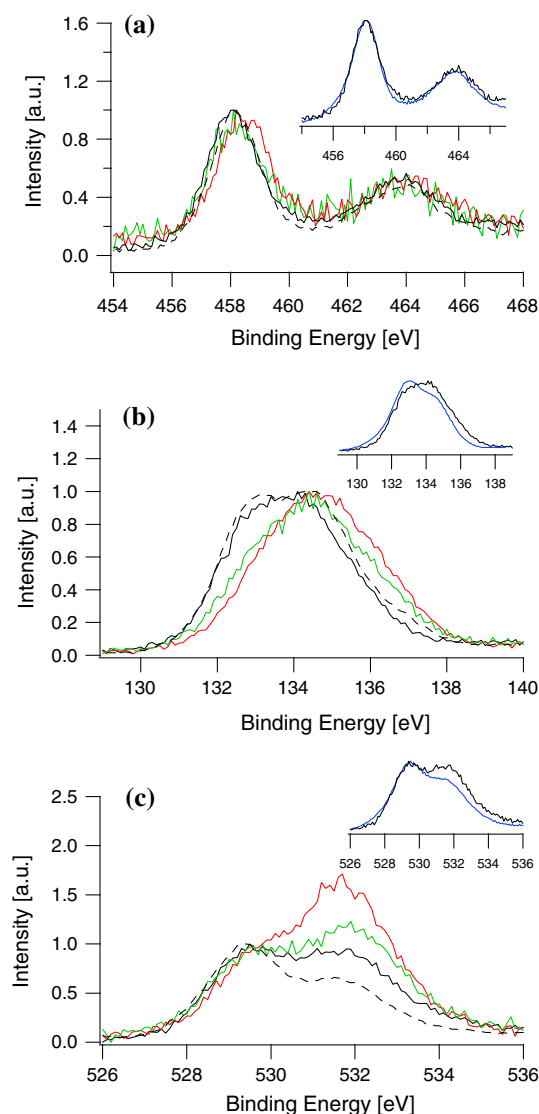 (a)
Intensity [a.u.]
1.6
1.2
0.8
0.4
0.0
456 460 464
454 456 458 460 462 464 466 468
Binding Energy [eV]
(b)
Intensity [a.u.]
1.4
1.2
1.0
0.8
0.6
0.4
0.2
0.0
130 132 134 136 138
130 132 134 136 138 140
Binding Energy [eV]
(c)
Intensity [a.u.]
2.5
2.0
1.5
1.0
0.5
0.0
526 528 530 532 534 536
526 528 530 532 534 536
Binding Energy [eV]